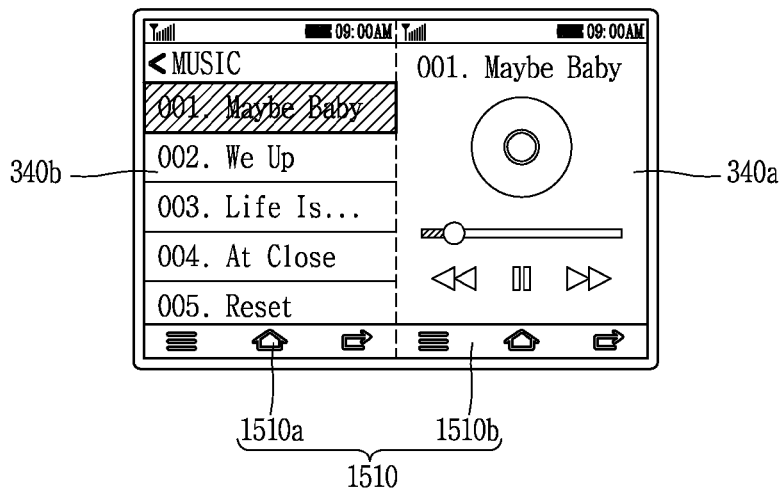 09:00AM
09:00AM
< MUSIC
001. Maybe Baby
001. Maybe Baby
002. We Up
340b
340a
003. Life Is...
004. At Close
005. Reset
1510a
1510b
1510